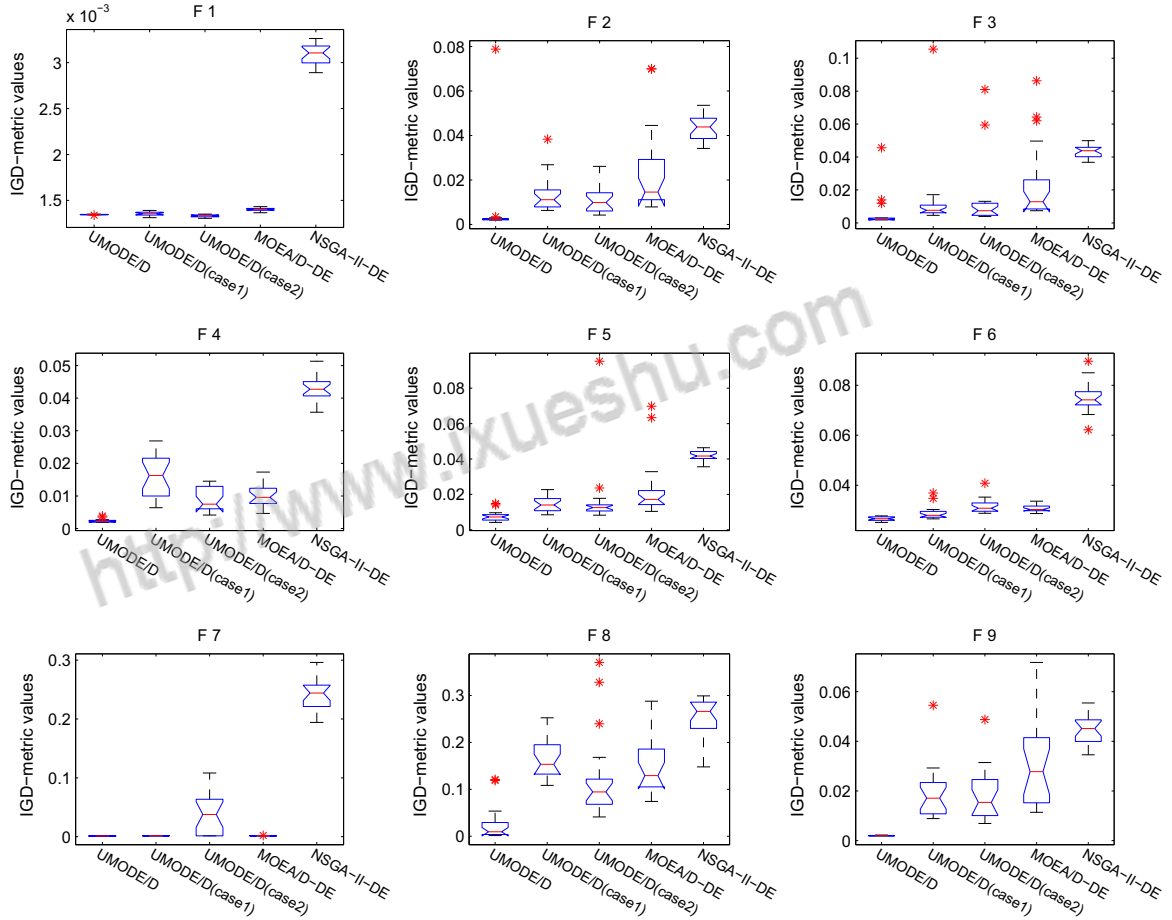 x 10⁻³
F 1
IGD−metric values
3
2.5
2
1.5
UMODE/D
UMODE/D(case1)
UMODE/D(case2)
MOEA/D−DE
NSGA−II−DE
F 2
IGD−metric values
0.08
0.06
0.04
0.02
0
UMODE/D
UMODE/D(case1)
UMODE/D(case2)
MOEA/D−DE
NSGA−II−DE
F 3
IGD−metric values
0.1
0.08
0.06
0.04
0.02
0
UMODE/D
UMODE/D(case1)
UMODE/D(case2)
MOEA/D−DE
NSGA−II−DE
F 4
IGD−metric values
0.05
0.04
0.03
0.02
0.01
0
UMODE/D
UMODE/D(case1)
UMODE/D(case2)
MOEA/D−DE
NSGA−II−DE
F 5
IGD−metric values
0.08
0.06
0.04
0.02
0
UMODE/D
UMODE/D(case1)
UMODE/D(case2)
MOEA/D−DE
NSGA−II−DE
F 6
IGD−metric values
0.08
0.06
0.04
UMODE/D
UMODE/D(case1)
UMODE/D(case2)
MOEA/D−DE
NSGA−II−DE
F 7
IGD−metric values
0.3
0.2
0.1
0
UMODE/D
UMODE/D(case1)
UMODE/D(case2)
MOEA/D−DE
NSGA−II−DE
F 8
IGD−metric values
0.3
0.2
0.1
0
UMODE/D
UMODE/D(case1)
UMODE/D(case2)
MOEA/D−DE
NSGA−II−DE
F 9
IGD−metric values
0.06
0.04
0.02
0
UMODE/D
UMODE/D(case1)
UMODE/D(case2)
MOEA/D−DE
NSGA−II−DE
http://www.ixueshu.com